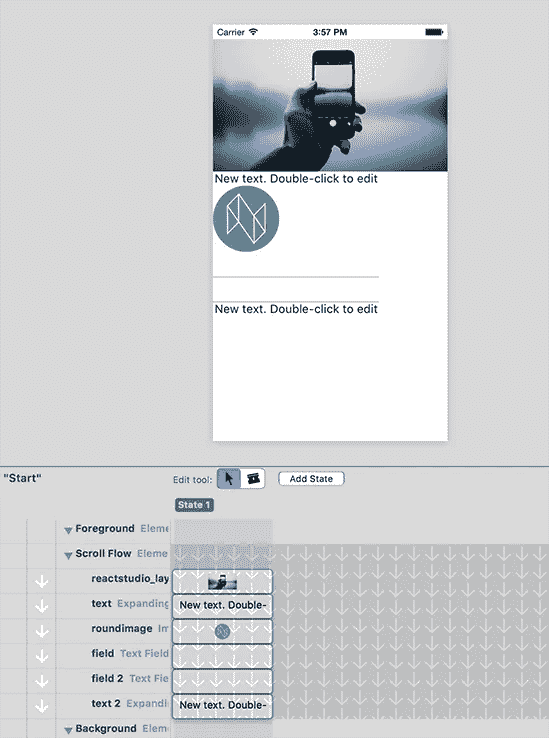 Carrier 3:57 PM
New text. Double-click to edit
New text. Double-click to edit
"Start" Edit tool: Add State
State 1
Foreground Eleme
Scroll Flow Eleme
reactstudio_lay
text Expanding New text. Double-
roundimage Im
field Text Field
field 2 Text Fie
text 2 Expandi New text. Double-
Background Elem